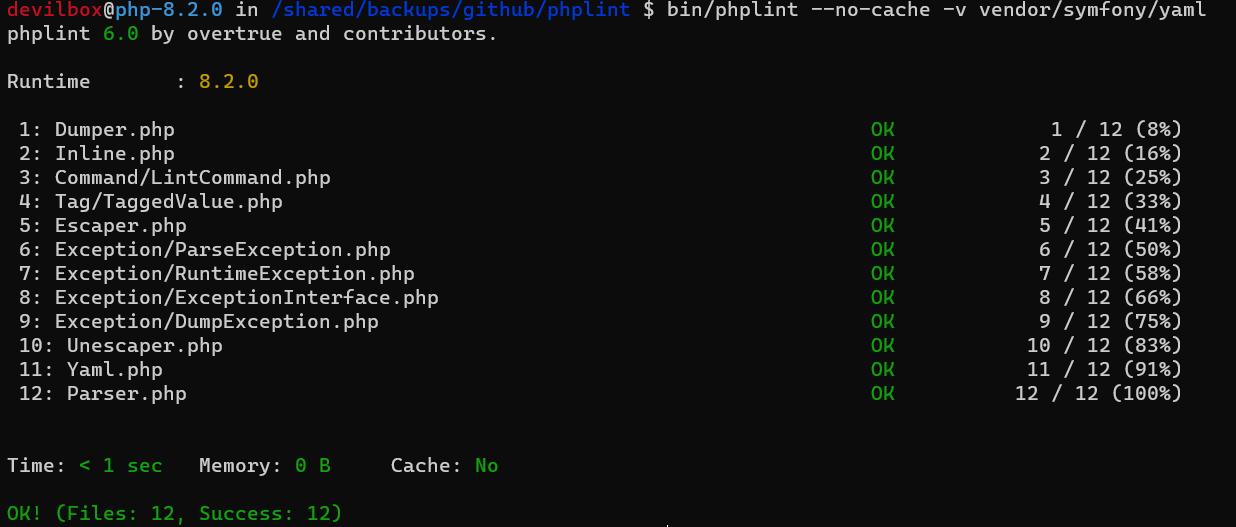 devilbox@php-8.2.0 in /shared/backups/github/phplint $ bin/phplint --no-cache -v vendor/symfony/yaml
phplint 6.0 by overtrue and contributors.
Runtime       : 8.2.0
1: Dumper.php OK 1 / 12 (8%)
2: Inline.php OK 2 / 12 (16%)
3: Command/LintCommand.php OK 3 / 12 (25%)
4: Tag/TaggedValue.php OK 4 / 12 (33%)
5: Escaper.php OK 5 / 12 (41%)
6: Exception/ParseException.php OK 6 / 12 (50%)
7: Exception/RuntimeException.php OK 7 / 12 (58%)
8: Exception/ExceptionInterface.php OK 8 / 12 (66%)
9: Exception/DumpException.php OK 9 / 12 (75%)
10: Unescaper.php OK 10 / 12 (83%)
11: Yaml.php OK 11 / 12 (91%)
12: Parser.php OK 12 / 12 (100%)
Time: < 1 sec   Memory: 0 B     Cache: No
OK! (Files: 12, Success: 12)